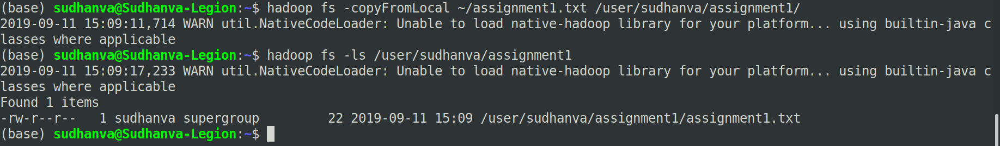 (base) sudhanva@Sudhanva-Legion:~$ hadoop fs -copyFromLocal ~/assignment1.txt /user/sudhanva/assignment1/
2019-09-11 15:09:11,714 WARN util.NativeCodeLoader: Unable to load native-hadoop library for your platform... using builtin-java c
lasses where applicable
(base) sudhanva@Sudhanva-Legion:~$ hadoop fs -ls /user/sudhanva/assignment1
2019-09-11 15:09:17,233 WARN util.NativeCodeLoader: Unable to load native-hadoop library for your platform... using builtin-java c
lasses where applicable
Found 1 items
-rw-r--r--   1 sudhanva supergroup         22 2019-09-11 15:09 /user/sudhanva/assignment1/assignment1.txt
(base) sudhanva@Sudhanva-Legion:~$